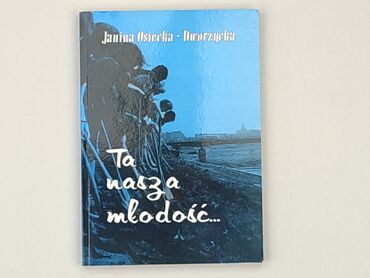 Janina Osiecka - Dworzycka
Ta
nasza
młodość...